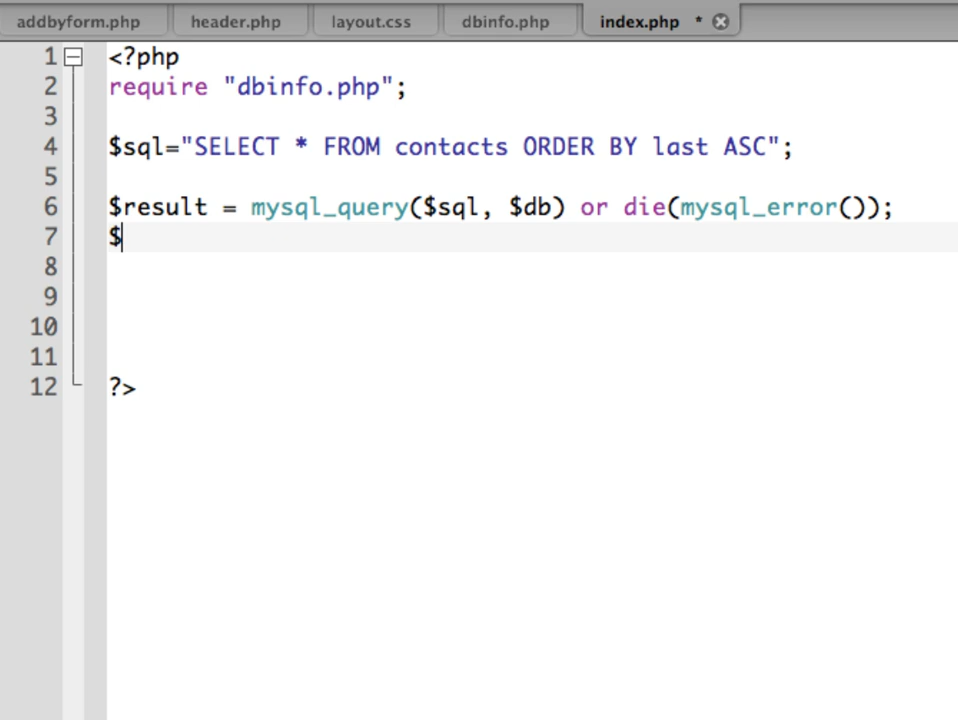 addbyform.php header.php layout.css dbinfo.php index.php *
1 <?php
2 require "dbinfo.php";
3
4 $sql="SELECT * FROM contacts ORDER BY last ASC";
5
6 $result = mysql_query($sql, $db) or die(mysql_error());
7 $
8
9
10
11
12 ?>